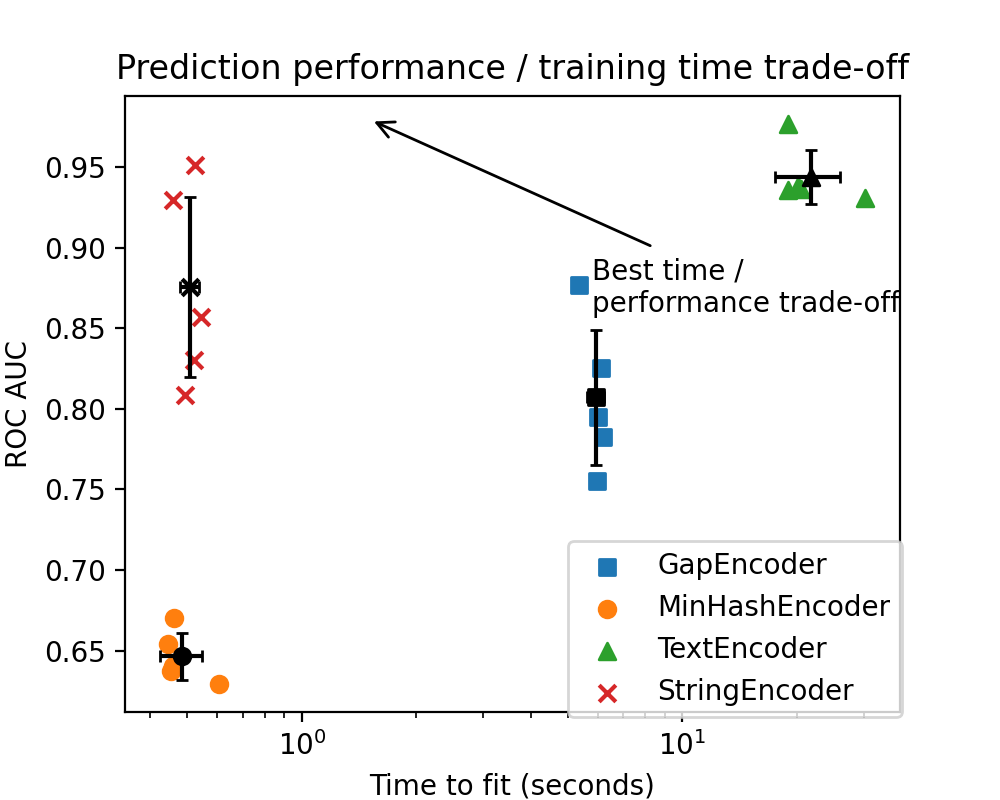 Prediction performance / training time trade-off
0.95
0.90
0.85
0.80
0.75
0.70
0.65
ROC AUC
Best time /
performance trade-off
GapEncoder
MinHashEncoder
TextEncoder
StringEncoder
10⁰
10¹
Time to fit (seconds)